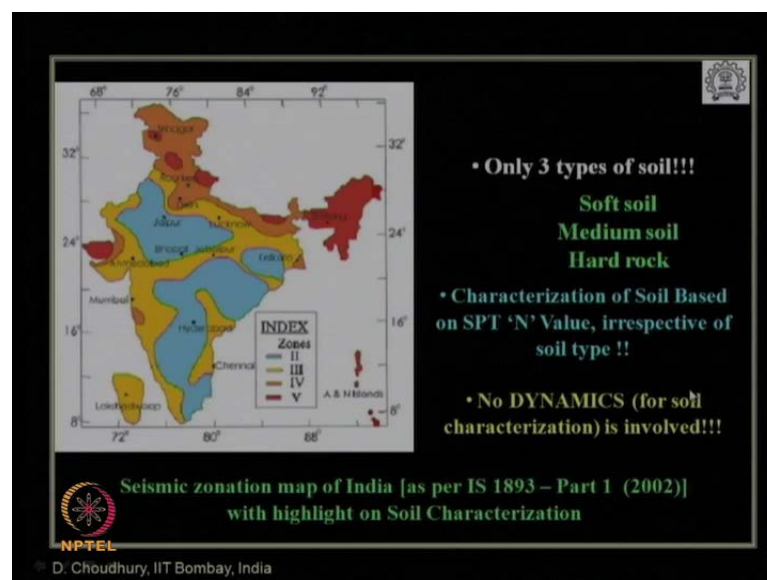 68° 76° 84° 92°
32°
32°
24°
24°
16°
16°
8°
8°
72° 80° 88°
Jaipur
Lucknow
Bhopal
Ahmedabad
Kolkata
Mumbai
Hyderabad
Chennai
Lakshadweep
A & N Islands
INDEX
Zones
II
III
IV
V
• Only 3 types of soil!!!
Soft soil
Medium soil
Hard rock
• Characterization of Soil Based
on SPT ‘N’ Value, irrespective of
soil type !!
• No DYNAMICS (for soil
characterization) is involved!!!
Seismic zonation map of India [as per IS 1893 – Part 1 (2002)]
with highlight on Soil Characterization
NPTEL
D. Choudhury, IIT Bombay, India